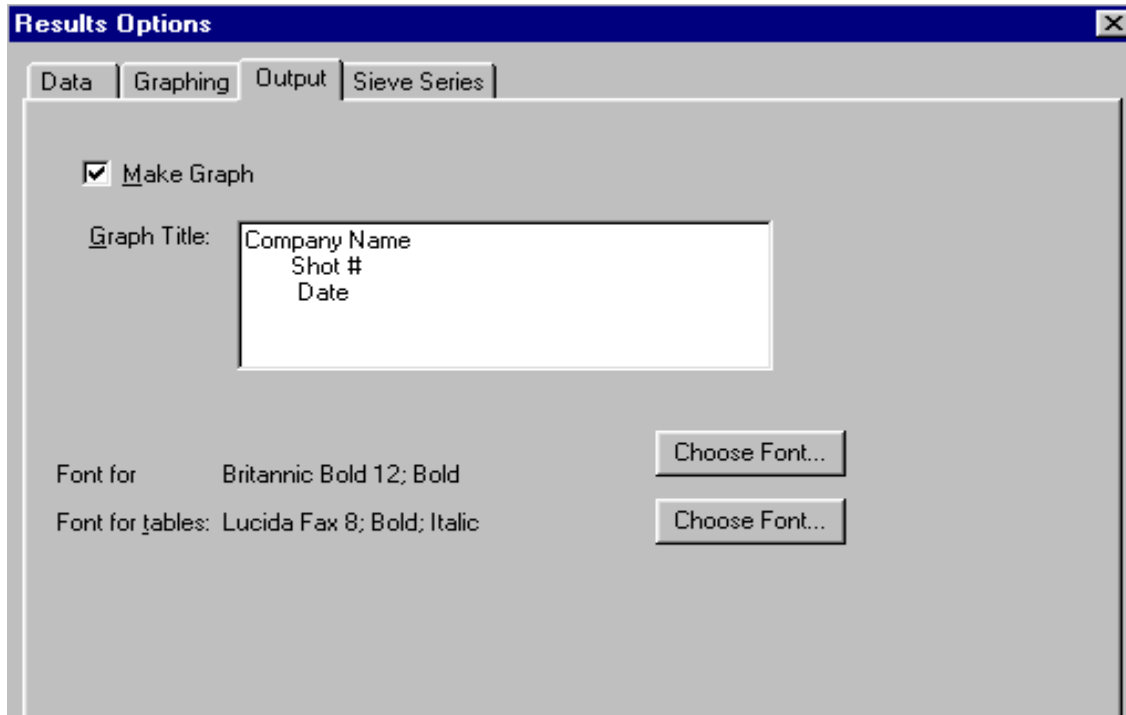 Results Options
Data Graphing Output Sieve Series
Make Graph
Graph Title: Company Name
Shot #
Date
Choose Font...
Font for Britannic Bold 12; Bold
Choose Font...
Font for tables: Lucida Fax 8; Bold; Italic